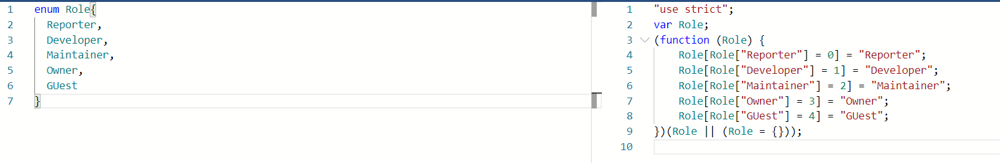 1 enum Role{
2   Reporter,
3   Developer,
4   Maintainer,
5   Owner,
6   GUest
7 }
1 "use strict";
2 var Role;
3 (function (Role) {
4     Role[Role["Reporter"] = 0] = "Reporter";
5     Role[Role["Developer"] = 1] = "Developer";
6     Role[Role["Maintainer"] = 2] = "Maintainer";
7     Role[Role["Owner"] = 3] = "Owner";
8     Role[Role["GUest"] = 4] = "GUest";
9 })(Role || (Role = {}));
10